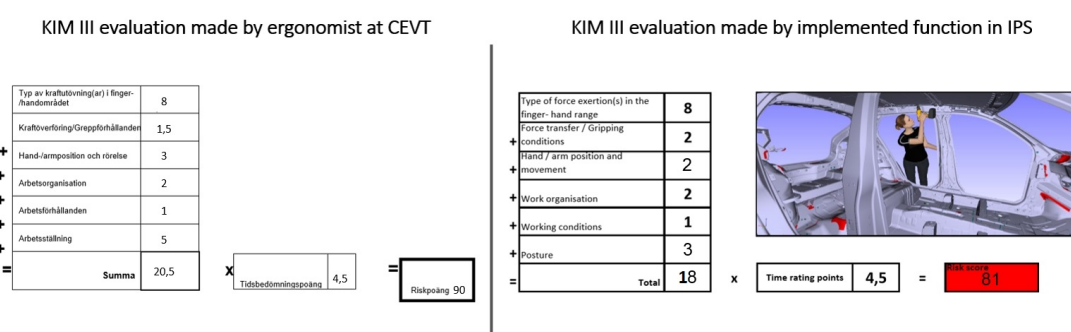 KIM III evaluation made by ergonomist at CEVT
Typ av kraftutövning(ar) i finger-
/handområdet 8
Kraftöverföring/Greppförhållanden 1,5
+ Hand-/armposition och rörelse 3
+ Arbetsorganisation 2
+ Arbetsförhållanden 1
+ Arbetsställning 5
= Summa 20,5
x Tidsbedömningspoäng 4,5
= Riskpoäng 90
KIM III evaluation made by implemented function in IPS
Type of force exertion(s) in the
finger- hand range 8
Force transfer / Gripping
+ conditions 2
Hand / arm position and
+ movement 2
+ Work organisation 2
+ Working conditions 1
+ Posture 3
= Total 18
x Time rating points 4,5
= Risk score
81